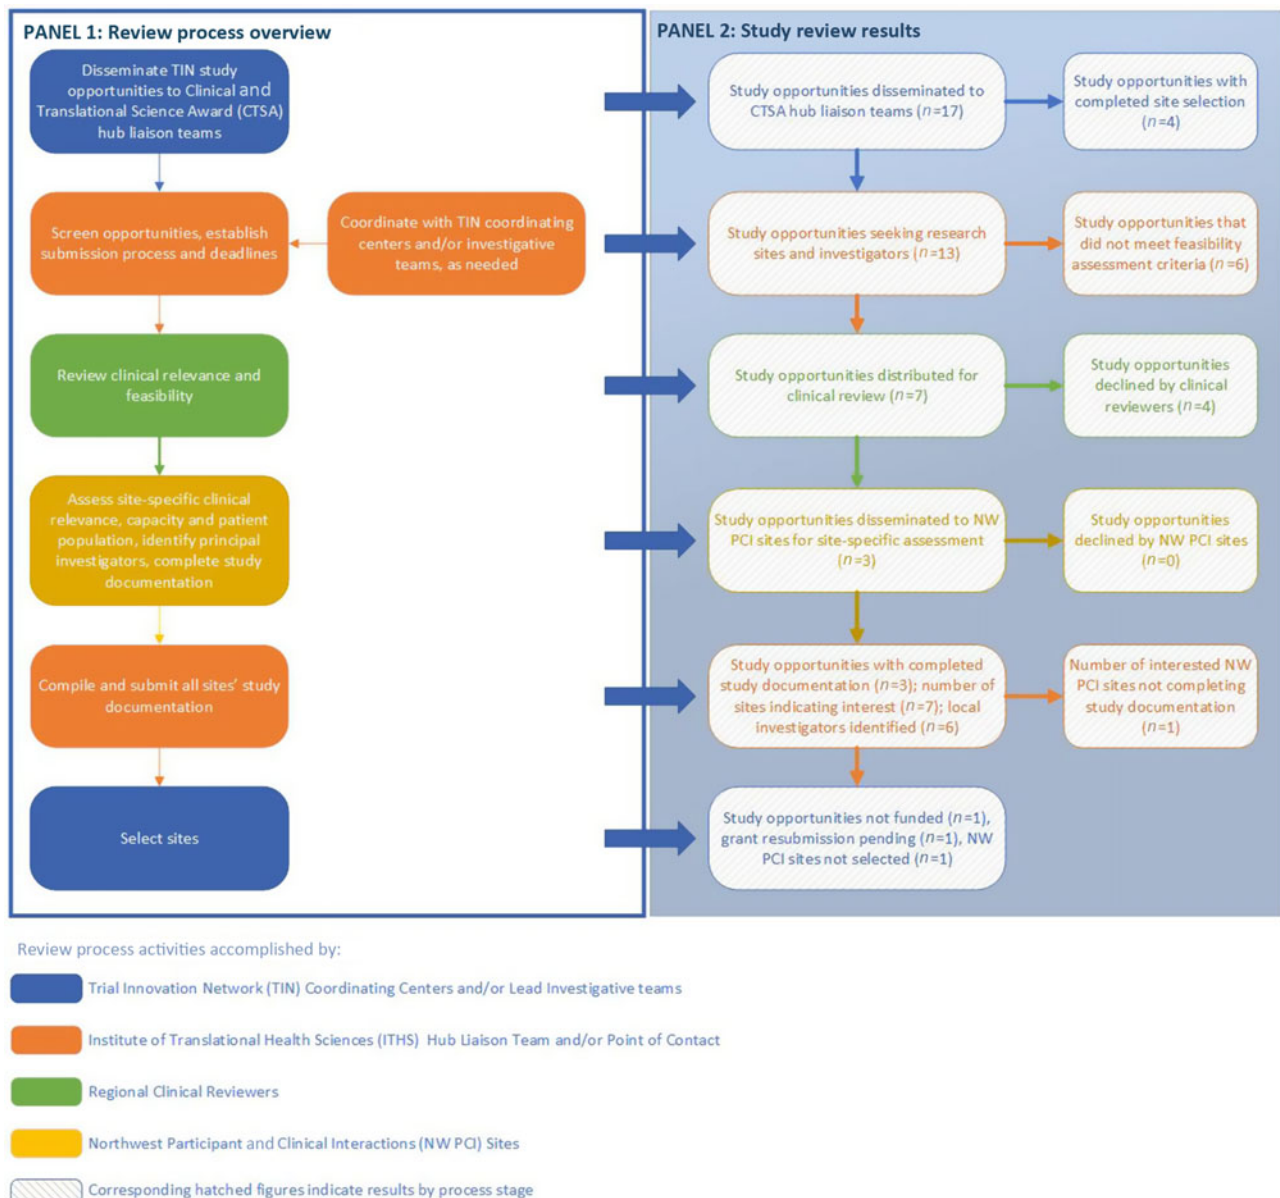 PANEL 1: Review process overview
Disseminate TIN study
opportunities to Clinical and
Translational Science Award (CTSA)
hub liaison teams
Screen opportunities, establish
submission process and deadlines
Coordinate with TIN coordinating
centers and/or investigative
teams, as needed
Review clinical relevance and
feasibility
Assess site-specific clinical
relevance, capacity and patient
population, identify principal
investigators, complete study
documentation
Compile and submit all sites' study
documentation
Select sites
PANEL 2: Study review results
Study opportunities disseminated to
CTSA hub liaison teams (n=17)
Study opportunities with
completed site selection
(n=4)
Study opportunities seeking research
sites and investigators (n=13)
Study opportunities that
did not meet feasibility
assessment criteria (n=6)
Study opportunities distributed for
clinical review (n=7)
Study opportunities
declined by clinical
reviewers (n=4)
Study opportunities disseminated to NW
PCI sites for site-specific assessment
(n=3)
Study opportunities
declined by NW PCI sites
(n=0)
Study opportunities with completed
study documentation (n=3); number of
sites indicating interest (n=7); local
investigators identified (n=6)
Number of interested NW
PCI sites not completing
study documentation
(n=1)
Study opportunities not funded (n=1),
grant resubmission pending (n=1), NW
PCI sites not selected (n=1)
Review process activities accomplished by:
Trial Innovation Network (TIN) Coordinating Centers and/or Lead Investigative teams
Institute of Translational Health Sciences (ITHS) Hub Liaison Team and/or Point of Contact
Regional Clinical Reviewers
Northwest Participant and Clinical Interactions (NW PCI) Sites
Corresponding hatched figures indicate results by process stage